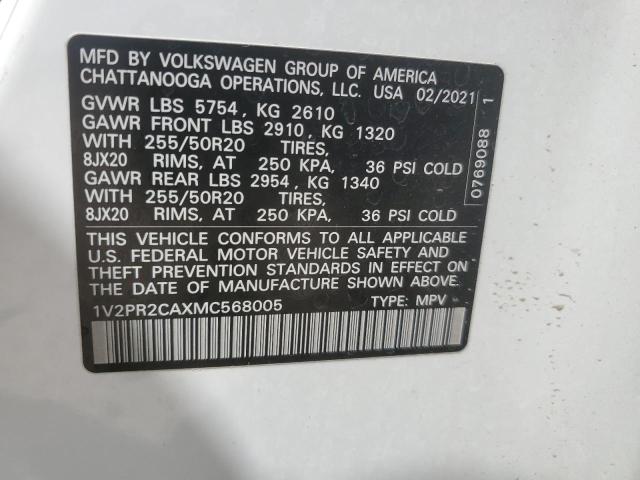 MFD BY VOLKSWAGEN GROUP OF AMERICA
CHATTANOOGA OPERATIONS, LLC. USA 02/2021
GVWR LBS 5754, KG 2610
GAWR FRONT LBS 2910, KG 1320
WITH 255/50R20 TIRES,
8JX20 RIMS, AT 250 KPA, 36 PSI COLD
GAWR REAR LBS 2954, KG 1340
WITH 255/50R20 TIRES,
8JX20 RIMS, AT 250 KPA, 36 PSI COLD
THIS VEHICLE CONFORMS TO ALL APPLICABLE
U.S. FEDERAL MOTOR VEHICLE SAFETY AND
THEFT PREVENTION STANDARDS IN EFFECT ON
THE DATE OF MANUFACTURE SHOWN ABOVE.
1V2PR2CAXMC568005 TYPE: MPV
0769088 1